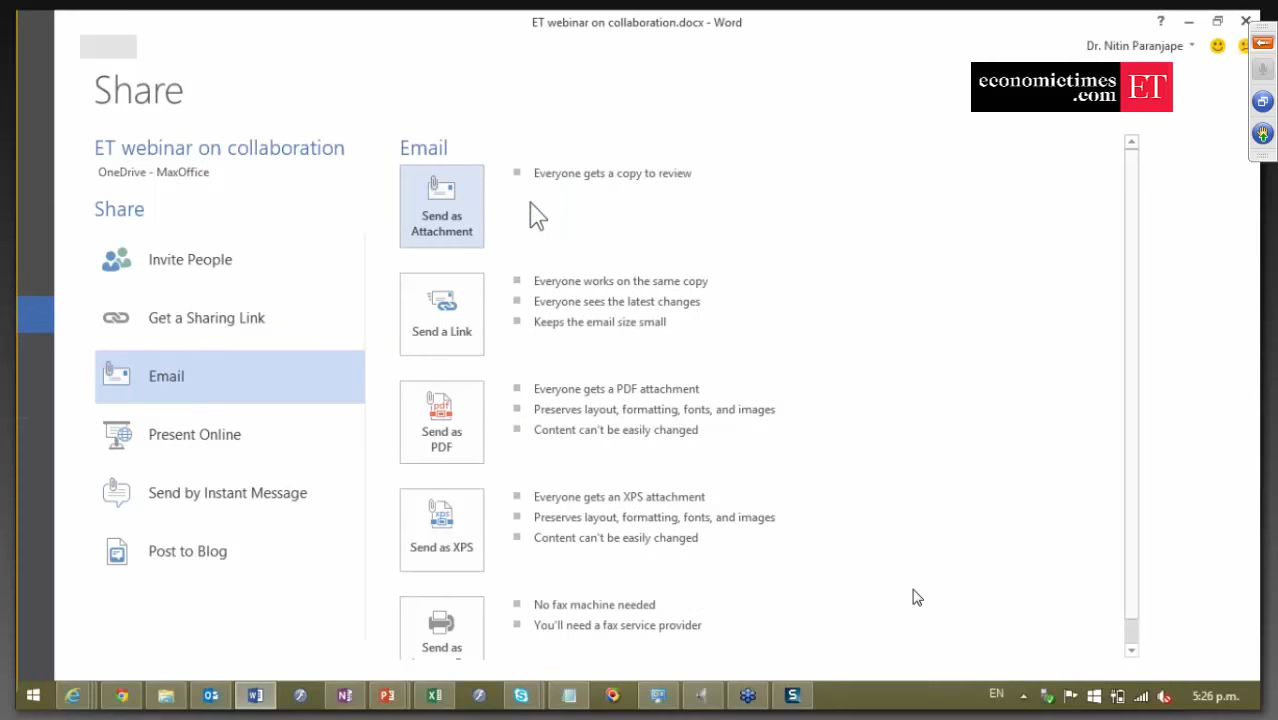 ET webinar on collaboration.docx - Word
?
Dr. Nitin Paranjape
Share
economictimes
.com
ET
ET webinar on collaboration
OneDrive - MaxOffice
Share
Invite People
Get a Sharing Link
Email
Present Online
Send by Instant Message
Post to Blog
Email
Send as
Attachment
Everyone gets a copy to review
Send a Link
Everyone works on the same copy
Everyone sees the latest changes
Keeps the email size small
pdf
Send as
PDF
Everyone gets a PDF attachment
Preserves layout, formatting, fonts, and images
Content can't be easily changed
xps
Send as XPS
Everyone gets an XPS attachment
Preserves layout, formatting, fonts, and images
Content can't be easily changed
Send as
No fax machine needed
You'll need a fax service provider
EN
5:26 p.m.